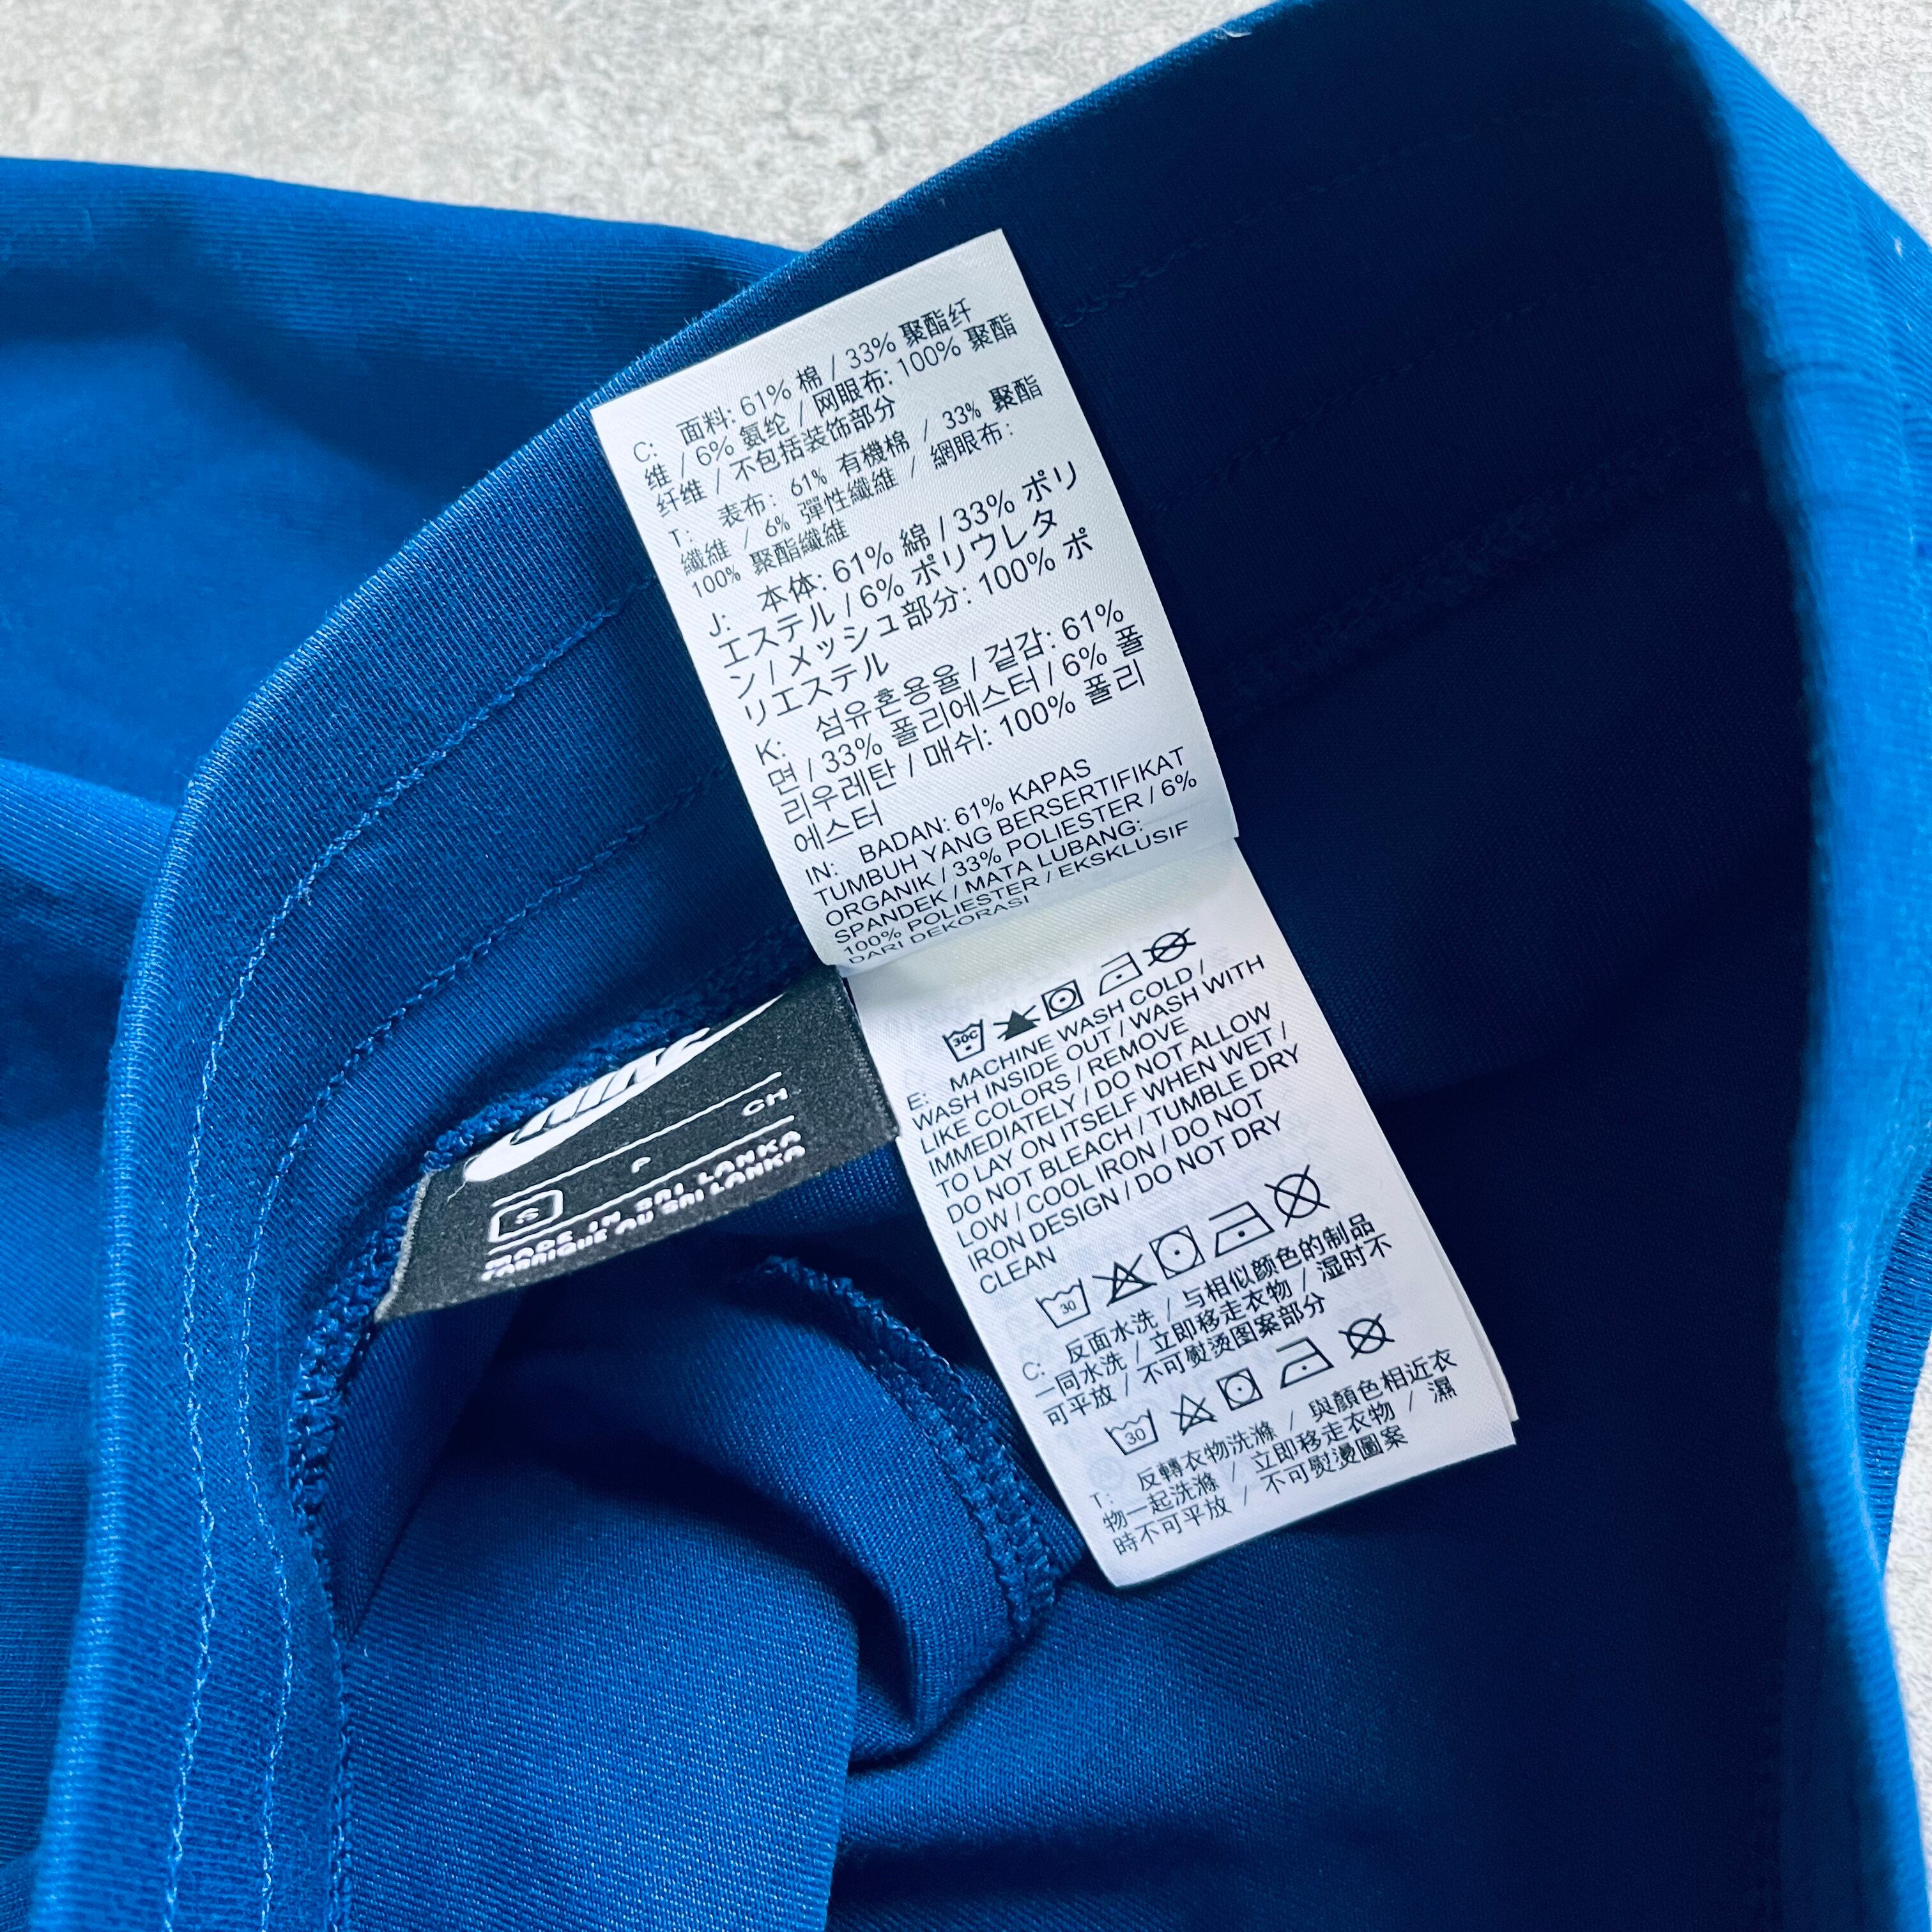 C: 面料: 61% 棉 / 33% 聚酯纤
维 / 6% 氨纶 / 网眼布: 100% 聚酯
纤维 / 不包括装饰部分
T: 表布: 61% 有機棉 / 33% 聚酯
纖維 / 6% 彈性纖維 / 網眼布:
100% 聚酯纖維
J: 本体: 61% 綿 / 33% ポリ
エステル / 6% ポリウレタ
ン / メッシュ部分: 100% ポ
リエステル
K: 섬유혼용율 / 겉감: 61%
면 / 33% 폴리에스터 / 6% 폴
리우레탄 / 매쉬: 100% 폴리
에스터
IN: BADAN: 61% KAPAS
TUMBUH YANG BERSERTIFIKAT
ORGANIK / 33% POLIESTER / 6%
SPANDEK / MATA LUBANG:
100% POLIESTER / EKSKLUSIF
DARI DEKORASI
30C
E: MACHINE WASH COLD /
WASH INSIDE OUT / WASH WITH
LIKE COLORS / REMOVE
IMMEDIATELY / DO NOT ALLOW
TO LAY ON ITSELF WHEN WET /
DO NOT BLEACH / TUMBLE DRY
LOW / COOL IRON / DO NOT
IRON DESIGN / DO NOT DRY
CLEAN
30
C: 反面水洗 / 与相似颜色的制品
一同水洗 / 立即移走衣物 / 湿时不
可平放 / 不可熨烫图案部分
30
T: 反轉衣物洗滌 / 與顏色相近衣
物一起洗滌 / 立即移走衣物 / 濕
時不可平放 / 不可熨燙圖案
NIKE
S P CH
MADE IN SRI LANKA
FABRIQUE AU SRI LANKA